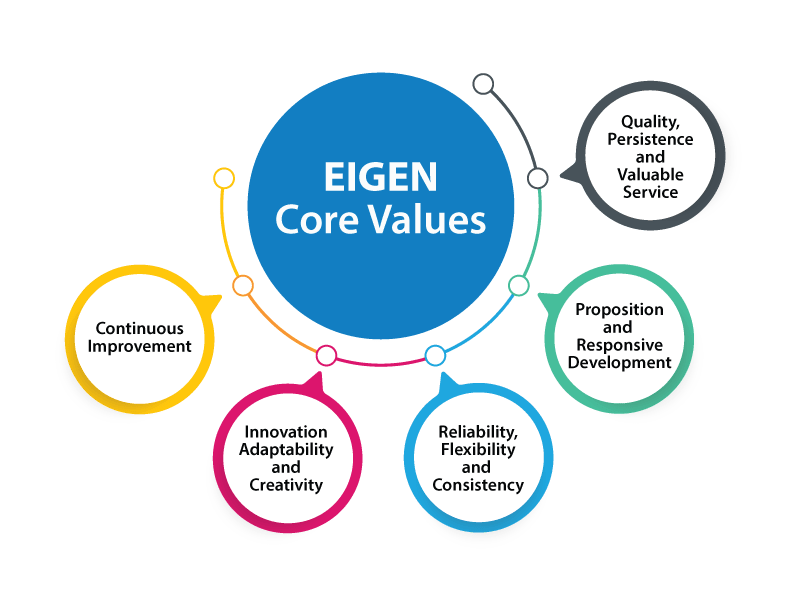 EIGEN
Core Values
Quality,
Persistence
and
Valuable
Service
Proposition
and
Responsive
Development
Reliability,
Flexibility
and
Consistency
Innovation
Adaptability
and
Creativity
Continuous
Improvement